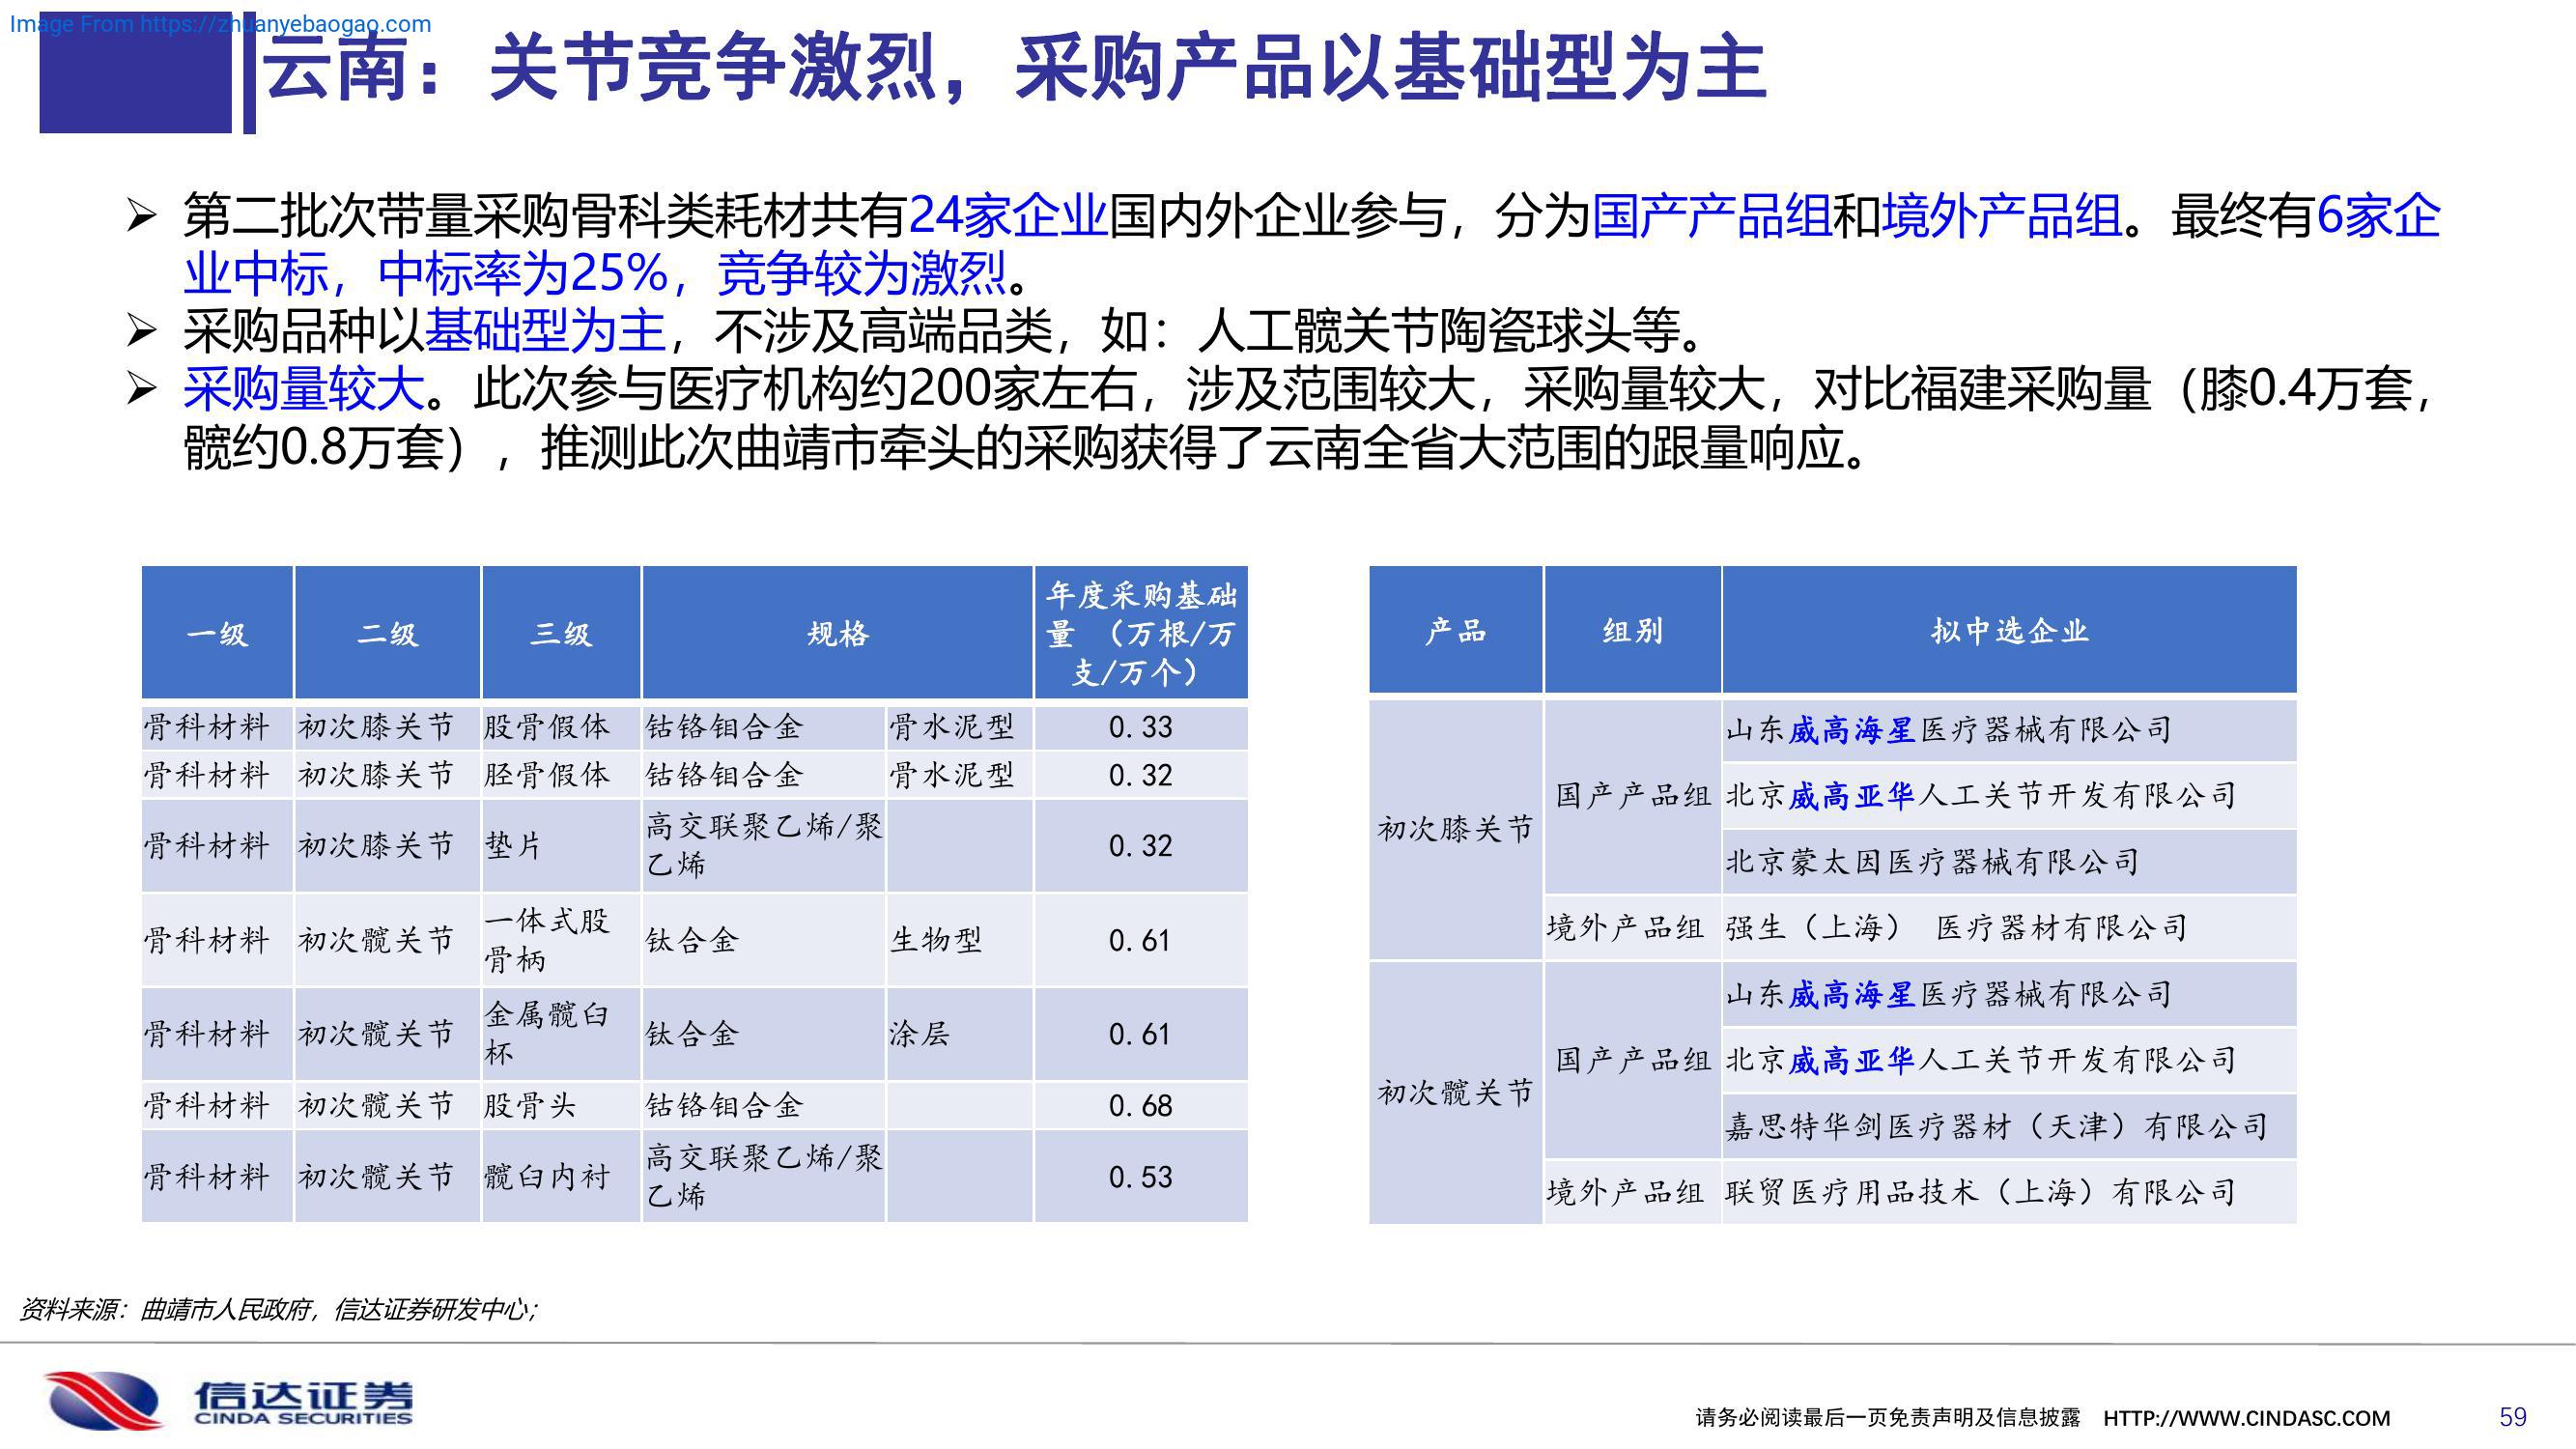 Image From https://zhuanyebaogao.com
云南：关节竞争激烈，采购产品以基础型为主
第二批次带量采购骨科类耗材共有24家企业国内外企业参与，分为国产产品组和境外产品组。最终有6家企
业中标，中标率为25%，竞争较为激烈。
采购品种以基础型为主，不涉及高端品类，如：人工髋关节陶瓷球头等。
采购量较大。此次参与医疗机构约200家左右，涉及范围较大，采购量较大，对比福建采购量（膝0.4万套，
髋约0.8万套），推测此次曲靖市牵头的采购获得了云南全省大范围的跟量响应。
一级 二级 三级 规格 年度采购基础
量 （万根/万
支/万个）
骨科材料 初次膝关节 股骨假体 钴铬钼合金 骨水泥型 0.33
骨科材料 初次膝关节 胫骨假体 钴铬钼合金 骨水泥型 0.32
骨科材料 初次膝关节 垫片 高交联聚乙烯/聚
乙烯 0.32
骨科材料 初次髋关节 一体式股
骨柄 钛合金 生物型 0.61
骨科材料 初次髋关节 金属髋臼
杯 钛合金 涂层 0.61
骨科材料 初次髋关节 股骨头 钴铬钼合金 0.68
骨科材料 初次髋关节 髋臼内衬 高交联聚乙烯/聚
乙烯 0.53
产品 组别 拟中选企业
初次膝关节 国产产品组 山东威高海星医疗器械有限公司
北京威高亚华人工关节开发有限公司
北京蒙太因医疗器械有限公司
境外产品组 强生（上海） 医疗器材有限公司
初次髋关节 国产产品组 山东威高海星医疗器械有限公司
北京威高亚华人工关节开发有限公司
嘉思特华剑医疗器材（天津）有限公司
境外产品组 联贸医疗用品技术（上海）有限公司
资料来源：曲靖市人民政府，信达证券研发中心；
信达证券
CINDA SECURITIES
请务必阅读最后一页免责声明及信息披露 HTTP://WWW.CINDASC.COM 59